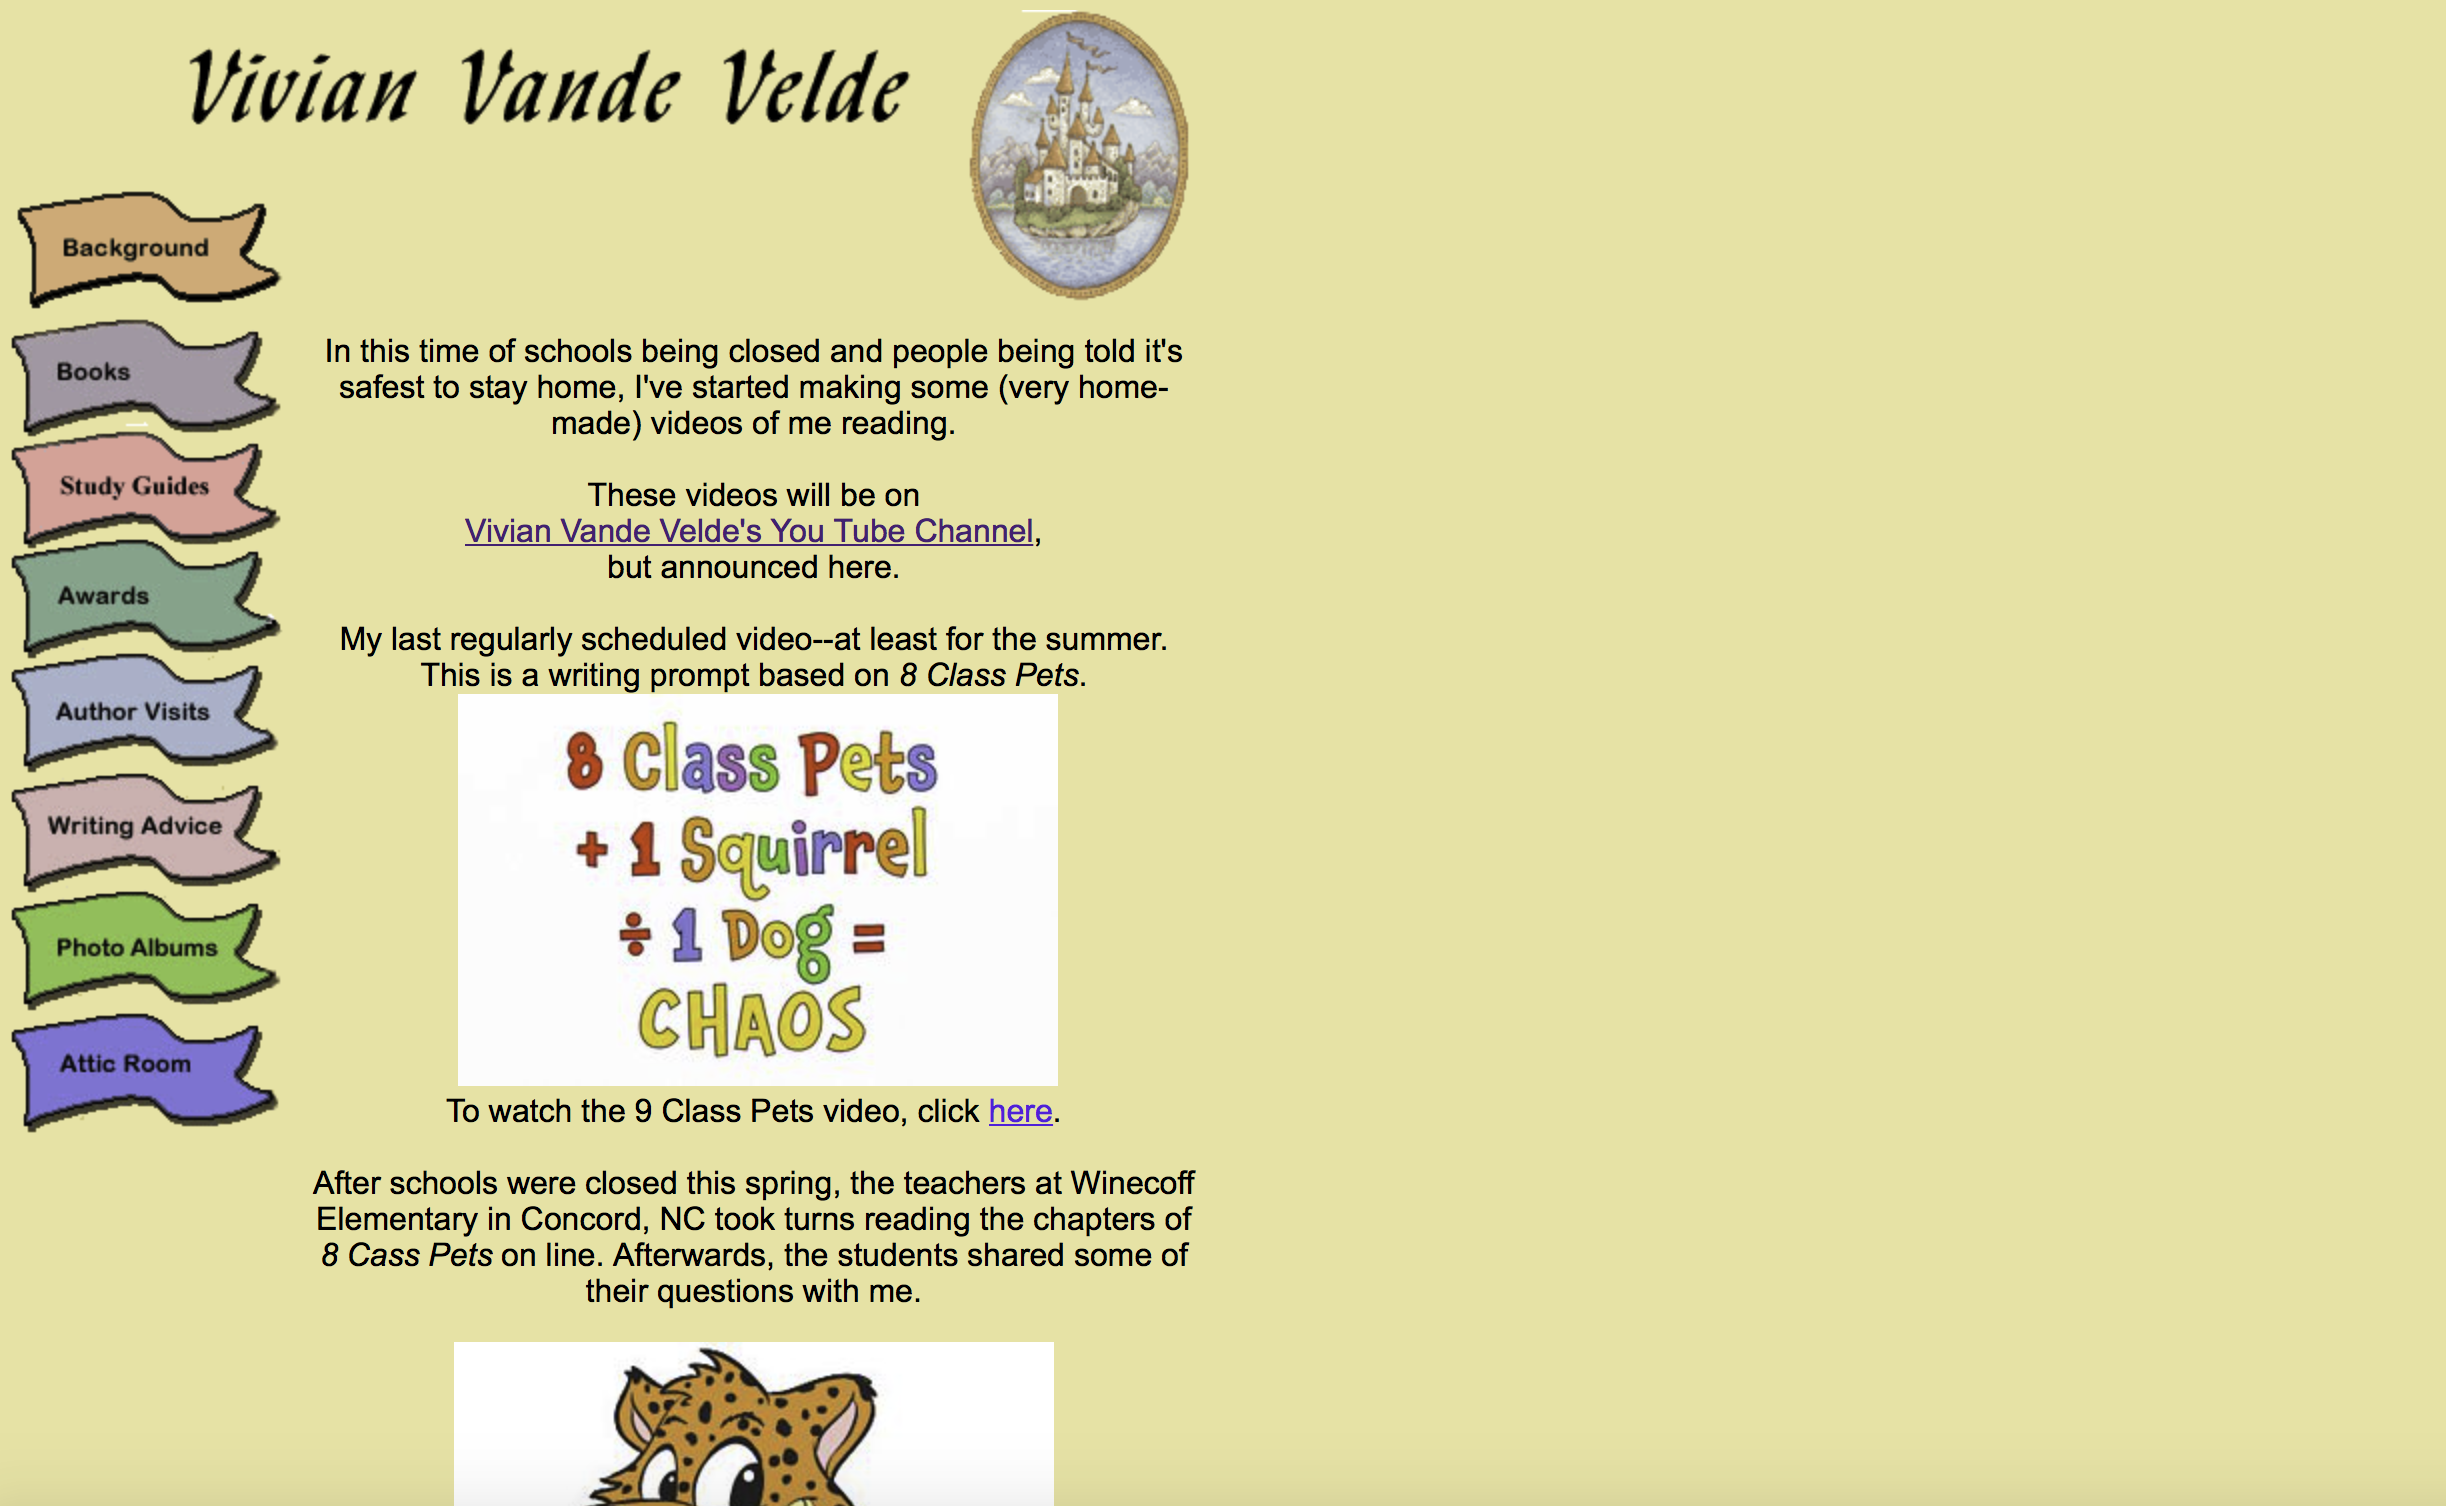 Vivian Vande Velde
Background
Books
Study Guides
Awards
Author Visits
Writing Advice
Photo Albums
Attic Room
In this time of schools being closed and people being told it's
safest to stay home, I've started making some (very home-
made) videos of me reading.
These videos will be on
Vivian Vande Velde's You Tube Channel,
but announced here.
My last regularly scheduled video--at least for the summer.
This is a writing prompt based on 8 Class Pets.
8 Class Pets
+ 1 Squirrel
÷ 1 Dog =
CHAOS
To watch the 9 Class Pets video, click here.
After schools were closed this spring, the teachers at Winecoff
Elementary in Concord, NC took turns reading the chapters of
8 Cass Pets on line. Afterwards, the students shared some of
their questions with me.